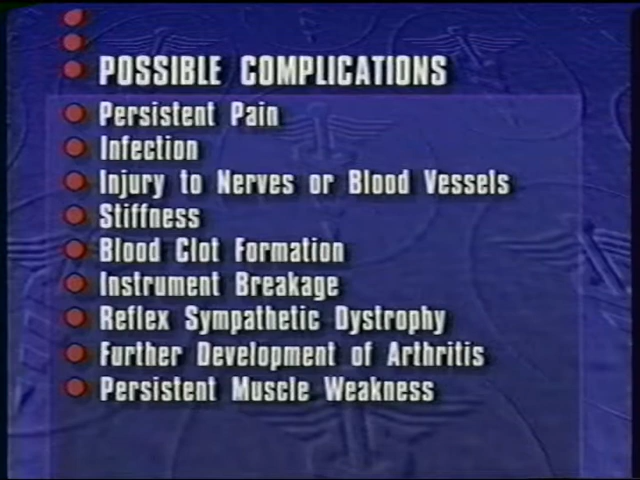 POSSIBLE COMPLICATIONS
Persistent Pain
Infection
Injury to Nerves or Blood Vessels
Stiffness
Blood Clot Formation
Instrument Breakage
Reflex Sympathetic Dystrophy
Further Development of Arthritis
Persistent Muscle Weakness